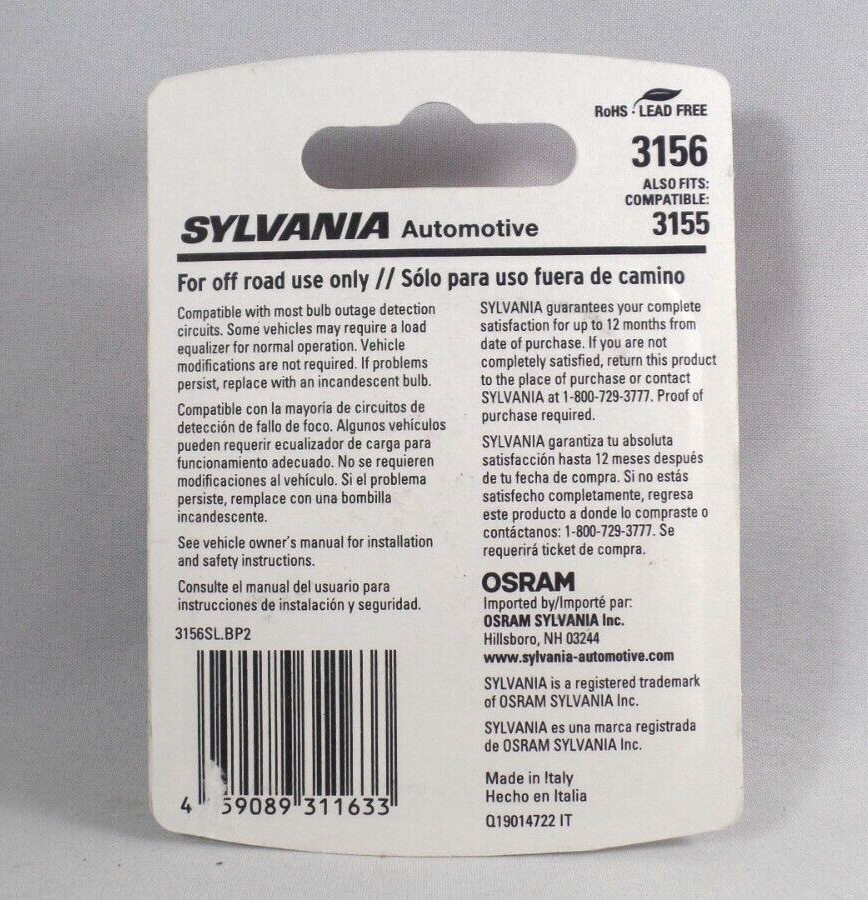 RoHS · LEAD FREE
3156
ALSO FITS:
COMPATIBLE:
3155
SYLVANIA Automotive
For off road use only // Sólo para uso fuera de camino
Compatible with most bulb outage detection
circuits. Some vehicles may require a load
equalizer for normal operation. Vehicle
modifications are not required. If problems
persist, replace with an incandescent bulb.
Compatible con la mayoría de circuitos de
detección de fallo de foco. Algunos vehículos
pueden requerir ecualizador de carga para
funcionamiento adecuado. No se requieren
modificaciones al vehículo. Si el problema
persiste, remplace con una bombilla
incandescente.
See vehicle owner's manual for installation
and safety instructions.
Consulte el manual del usuario para
instrucciones de instalación y seguridad.
3156SL.BP2
4 59089 311633
SYLVANIA guarantees your complete
satisfaction for up to 12 months from
date of purchase. If you are not
completely satisfied, return this product
to the place of purchase or contact
SYLVANIA at 1-800-729-3777. Proof of
purchase required.
SYLVANIA garantiza tu absoluta
satisfacción hasta 12 meses después
de tu fecha de compra. Si no estás
satisfecho completamente, regresa
este producto a donde lo compraste o
contáctanos: 1-800-729-3777. Se
requerirá ticket de compra.
OSRAM
Imported by/Importé par:
OSRAM SYLVANIA Inc.
Hillsboro, NH 03244
www.sylvania-automotive.com
SYLVANIA is a registered trademark
of OSRAM SYLVANIA Inc.
SYLVANIA es una marca registrada
de OSRAM SYLVANIA Inc.
Made in Italy
Hecho en Italia
Q19014722 IT